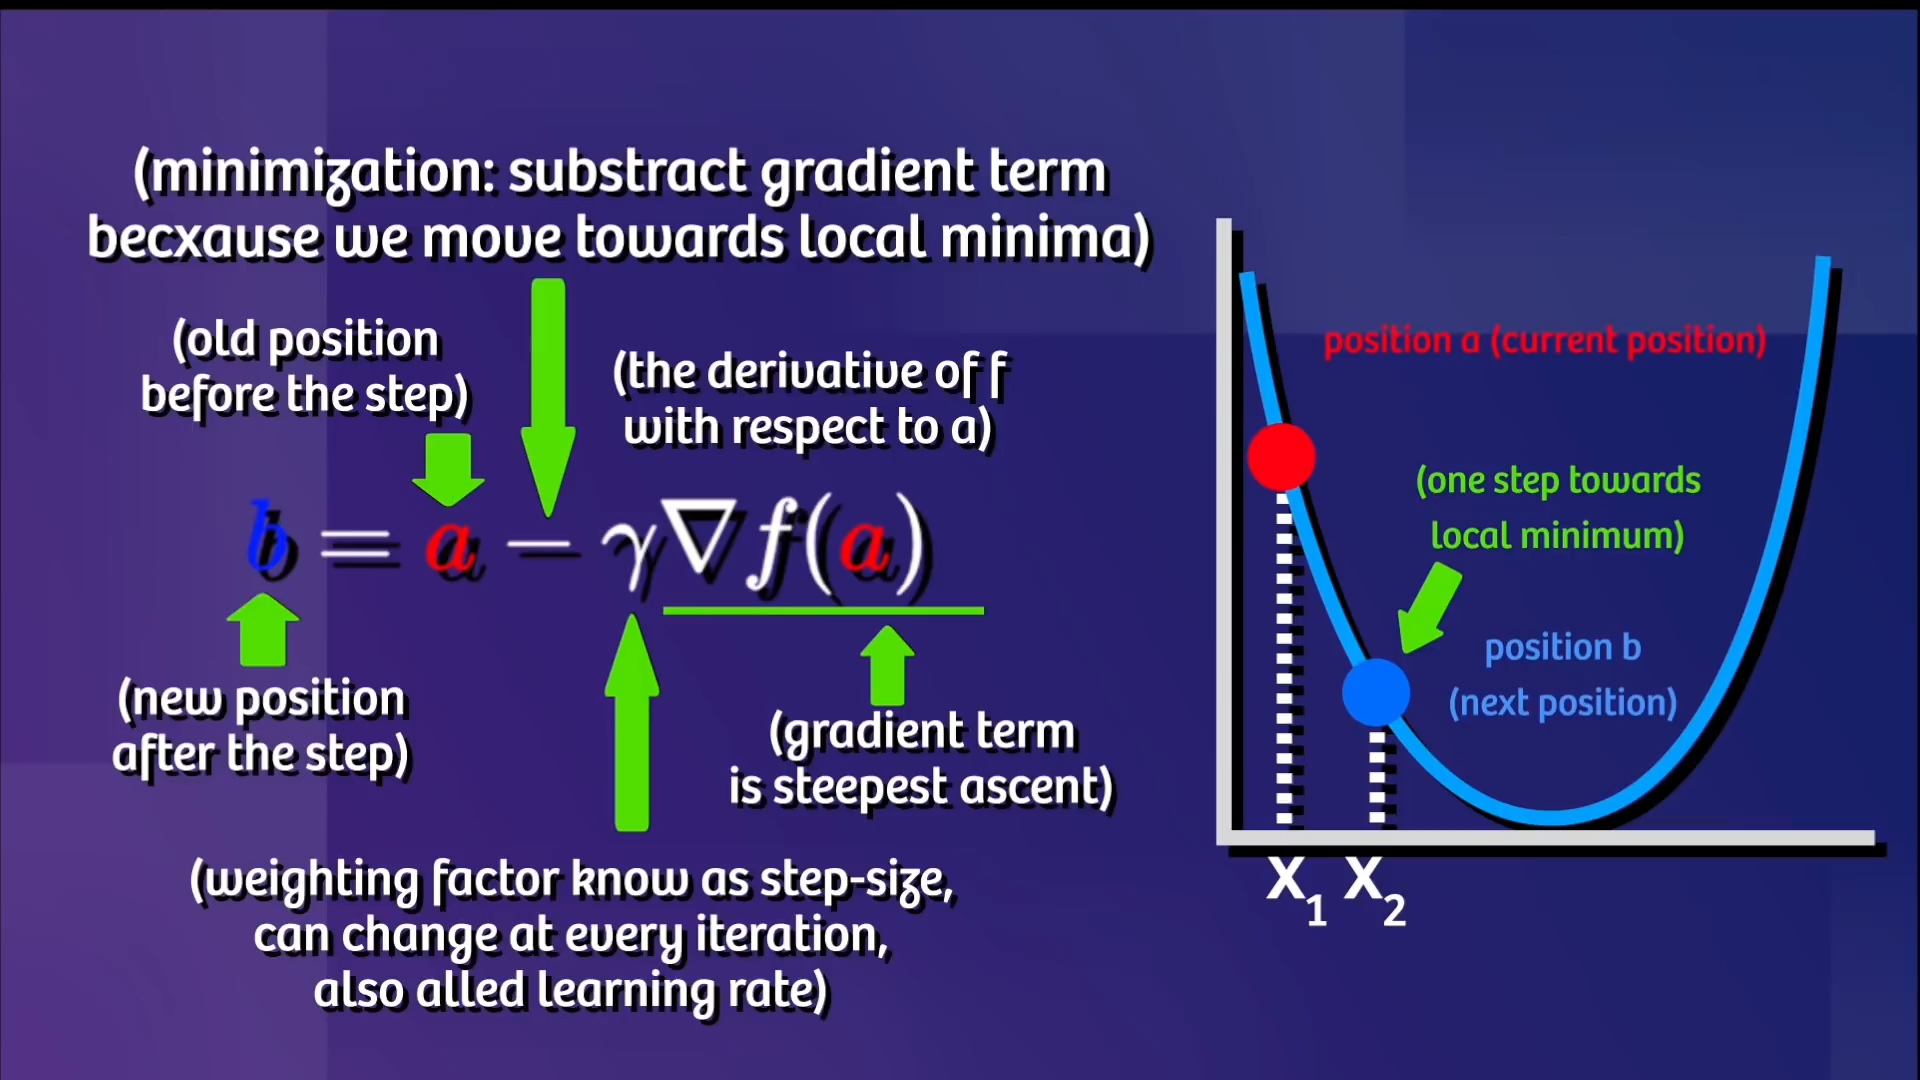 (minimization: substract gradient term
becxause we move towards local minima)
(old position
before the step)
(the derivative of f
with respect to a)
b = a − γ∇f(a)
(new position
after the step)
(gradient term
is steepest ascent)
(weighting factor know as step-size,
can change at every iteration,
also alled learning rate)
position a (current position)
(one step towards
local minimum)
position b
(next position)
X₁ X₂